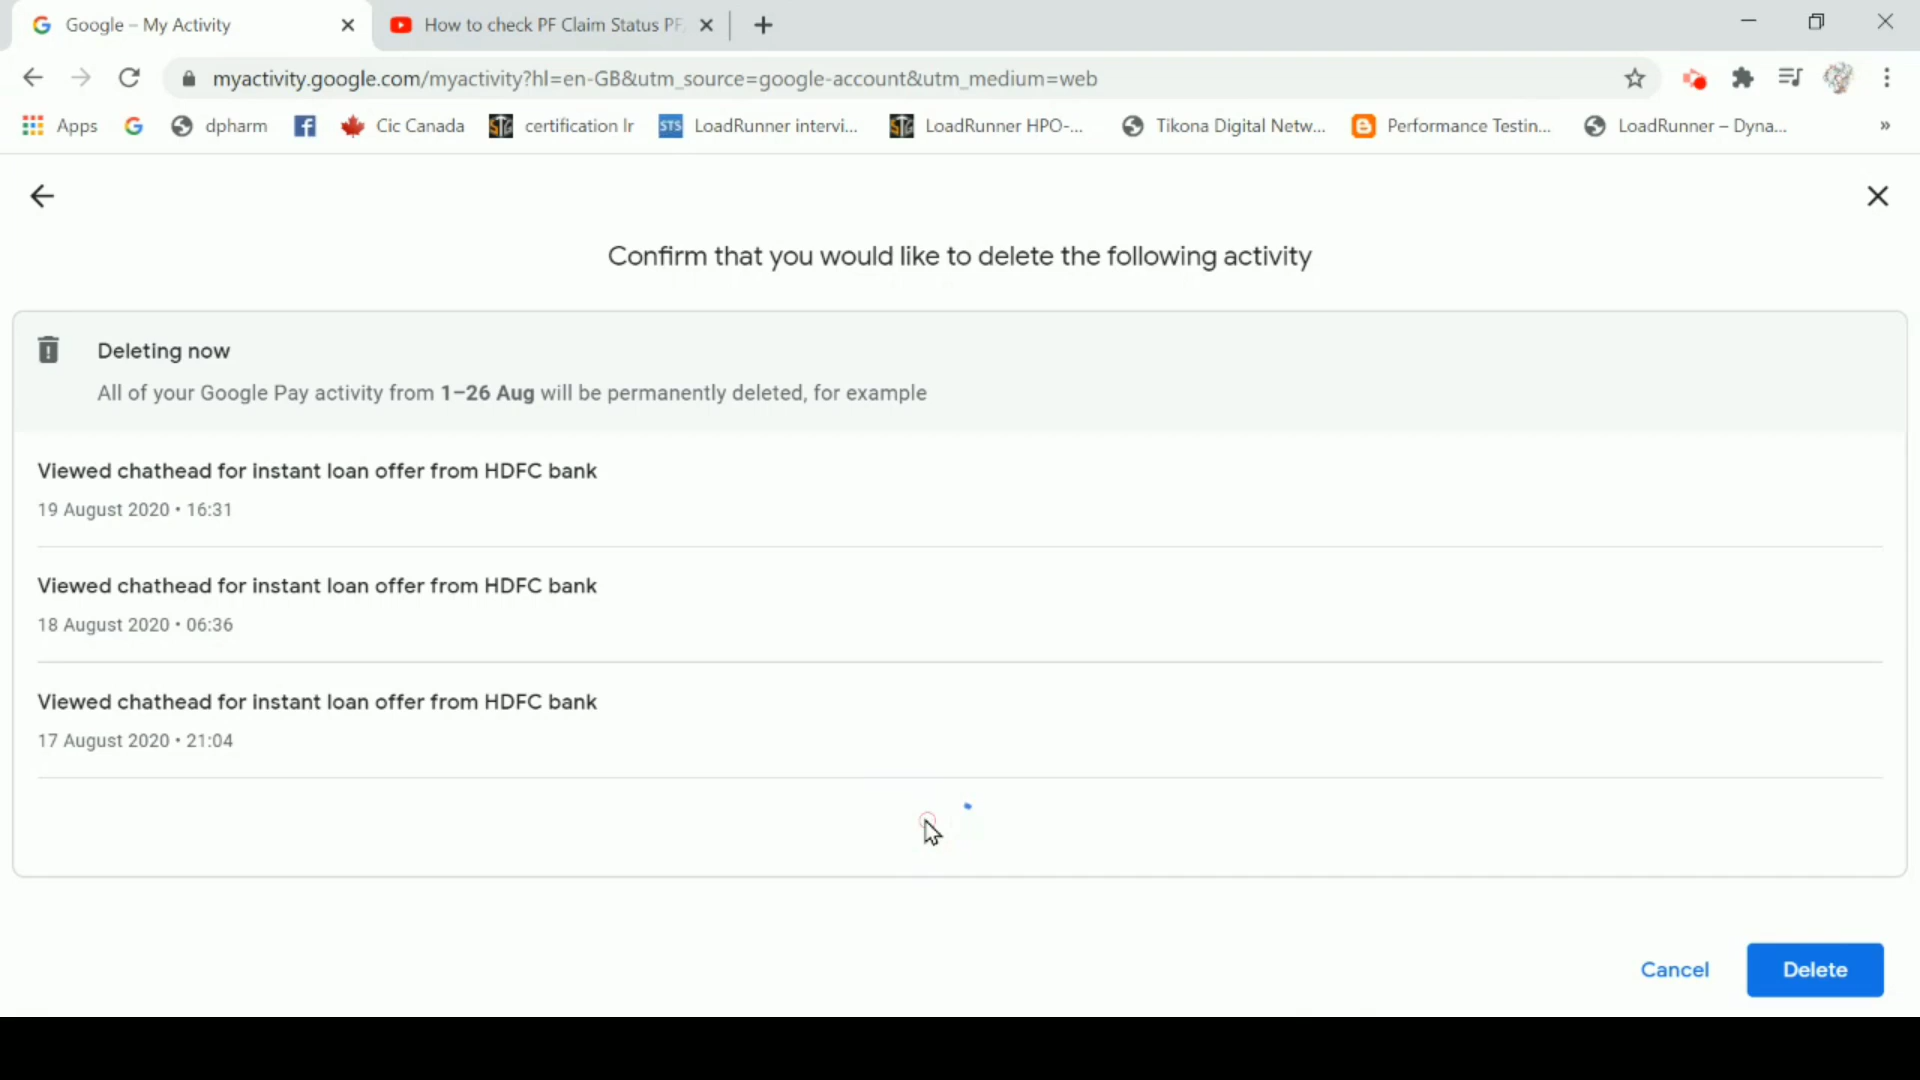 Google – My Activity
How to check PF Claim Status PF
myactivity.google.com/myactivity?hl=en-GB&utm_source=google-account&utm_medium=web
Apps
dpharm
Cic Canada
certification lr
STS
LoadRunner intervi...
LoadRunner HPO-...
Tikona Digital Netw...
Performance Testin...
LoadRunner – Dyna...
»
Confirm that you would like to delete the following activity
Deleting now
All of your Google Pay activity from 1–26 Aug will be permanently deleted, for example
Viewed chathead for instant loan offer from HDFC bank
19 August 2020 • 16:31
Viewed chathead for instant loan offer from HDFC bank
18 August 2020 • 06:36
Viewed chathead for instant loan offer from HDFC bank
17 August 2020 • 21:04
Cancel
Delete